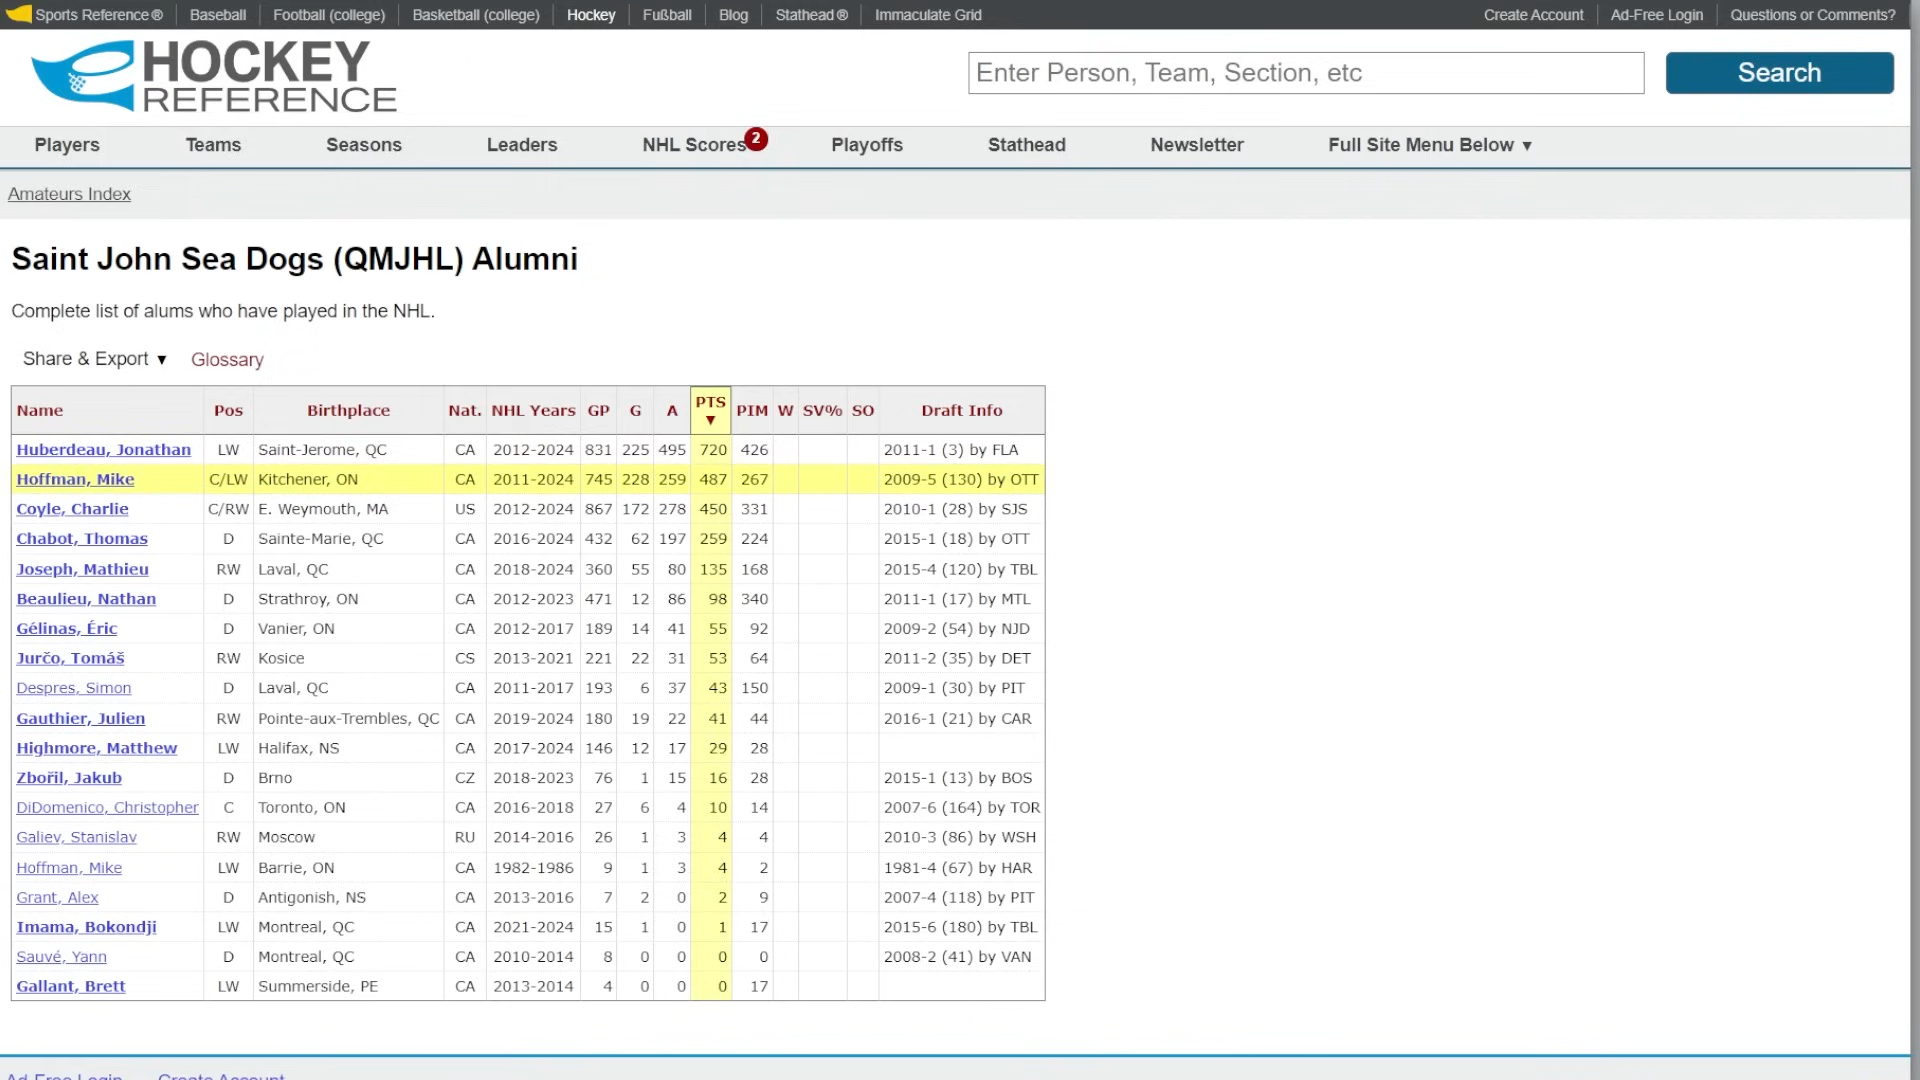 Sports Reference® Baseball Football (college) Basketball (college) Hockey Fußball Blog Stathead® Immaculate Grid Create Account Ad-Free Login Questions or Comments?
HOCKEY
REFERENCE
Enter Person, Team, Section, etc
Search
Players Teams Seasons Leaders NHL Scores 2 Playoffs Stathead Newsletter Full Site Menu Below ▼
Amateurs Index
Saint John Sea Dogs (QMJHL) Alumni
Complete list of alums who have played in the NHL.
Share & Export ▼ Glossary
Name Pos Birthplace Nat. NHL Years GP G A PTS ▼ PIM W SV% SO Draft Info
Huberdeau, Jonathan LW Saint-Jerome, QC CA 2012-2024 831 225 495 720 426 2011-1 (3) by FLA
Hoffman, Mike C/LW Kitchener, ON CA 2011-2024 745 228 259 487 267 2009-5 (130) by OTT
Coyle, Charlie C/RW E. Weymouth, MA US 2012-2024 867 172 278 450 331 2010-1 (28) by SJS
Chabot, Thomas D Sainte-Marie, QC CA 2016-2024 432 62 197 259 224 2015-1 (18) by OTT
Joseph, Mathieu RW Laval, QC CA 2018-2024 360 55 80 135 168 2015-4 (120) by TBL
Beaulieu, Nathan D Strathroy, ON CA 2012-2023 471 12 86 98 340 2011-1 (17) by MTL
Gélinas, Éric D Vanier, ON CA 2012-2017 189 14 41 55 92 2009-2 (54) by NJD
Jurčo, Tomáš RW Kosice CS 2013-2021 221 22 31 53 64 2011-2 (35) by DET
Despres, Simon D Laval, QC CA 2011-2017 193 6 37 43 150 2009-1 (30) by PIT
Gauthier, Julien RW Pointe-aux-Trembles, QC CA 2019-2024 180 19 22 41 44 2016-1 (21) by CAR
Highmore, Matthew LW Halifax, NS CA 2017-2024 146 12 17 29 28
Zbořil, Jakub D Brno CZ 2018-2023 76 1 15 16 28 2015-1 (13) by BOS
DiDomenico, Christopher C Toronto, ON CA 2016-2018 27 6 4 10 14 2007-6 (164) by TOR
Galiev, Stanislav RW Moscow RU 2014-2016 26 1 3 4 4 2010-3 (86) by WSH
Hoffman, Mike LW Barrie, ON CA 1982-1986 9 1 3 4 2 1981-4 (67) by HAR
Grant, Alex D Antigonish, NS CA 2013-2016 7 2 0 2 9 2007-4 (118) by PIT
Imama, Bokondji LW Montreal, QC CA 2021-2024 15 1 0 1 17 2015-6 (180) by TBL
Sauvé, Yann D Montreal, QC CA 2010-2014 8 0 0 0 0 2008-2 (41) by VAN
Gallant, Brett LW Summerside, PE CA 2013-2014 4 0 0 0 17
Ad-Free Login Create Account